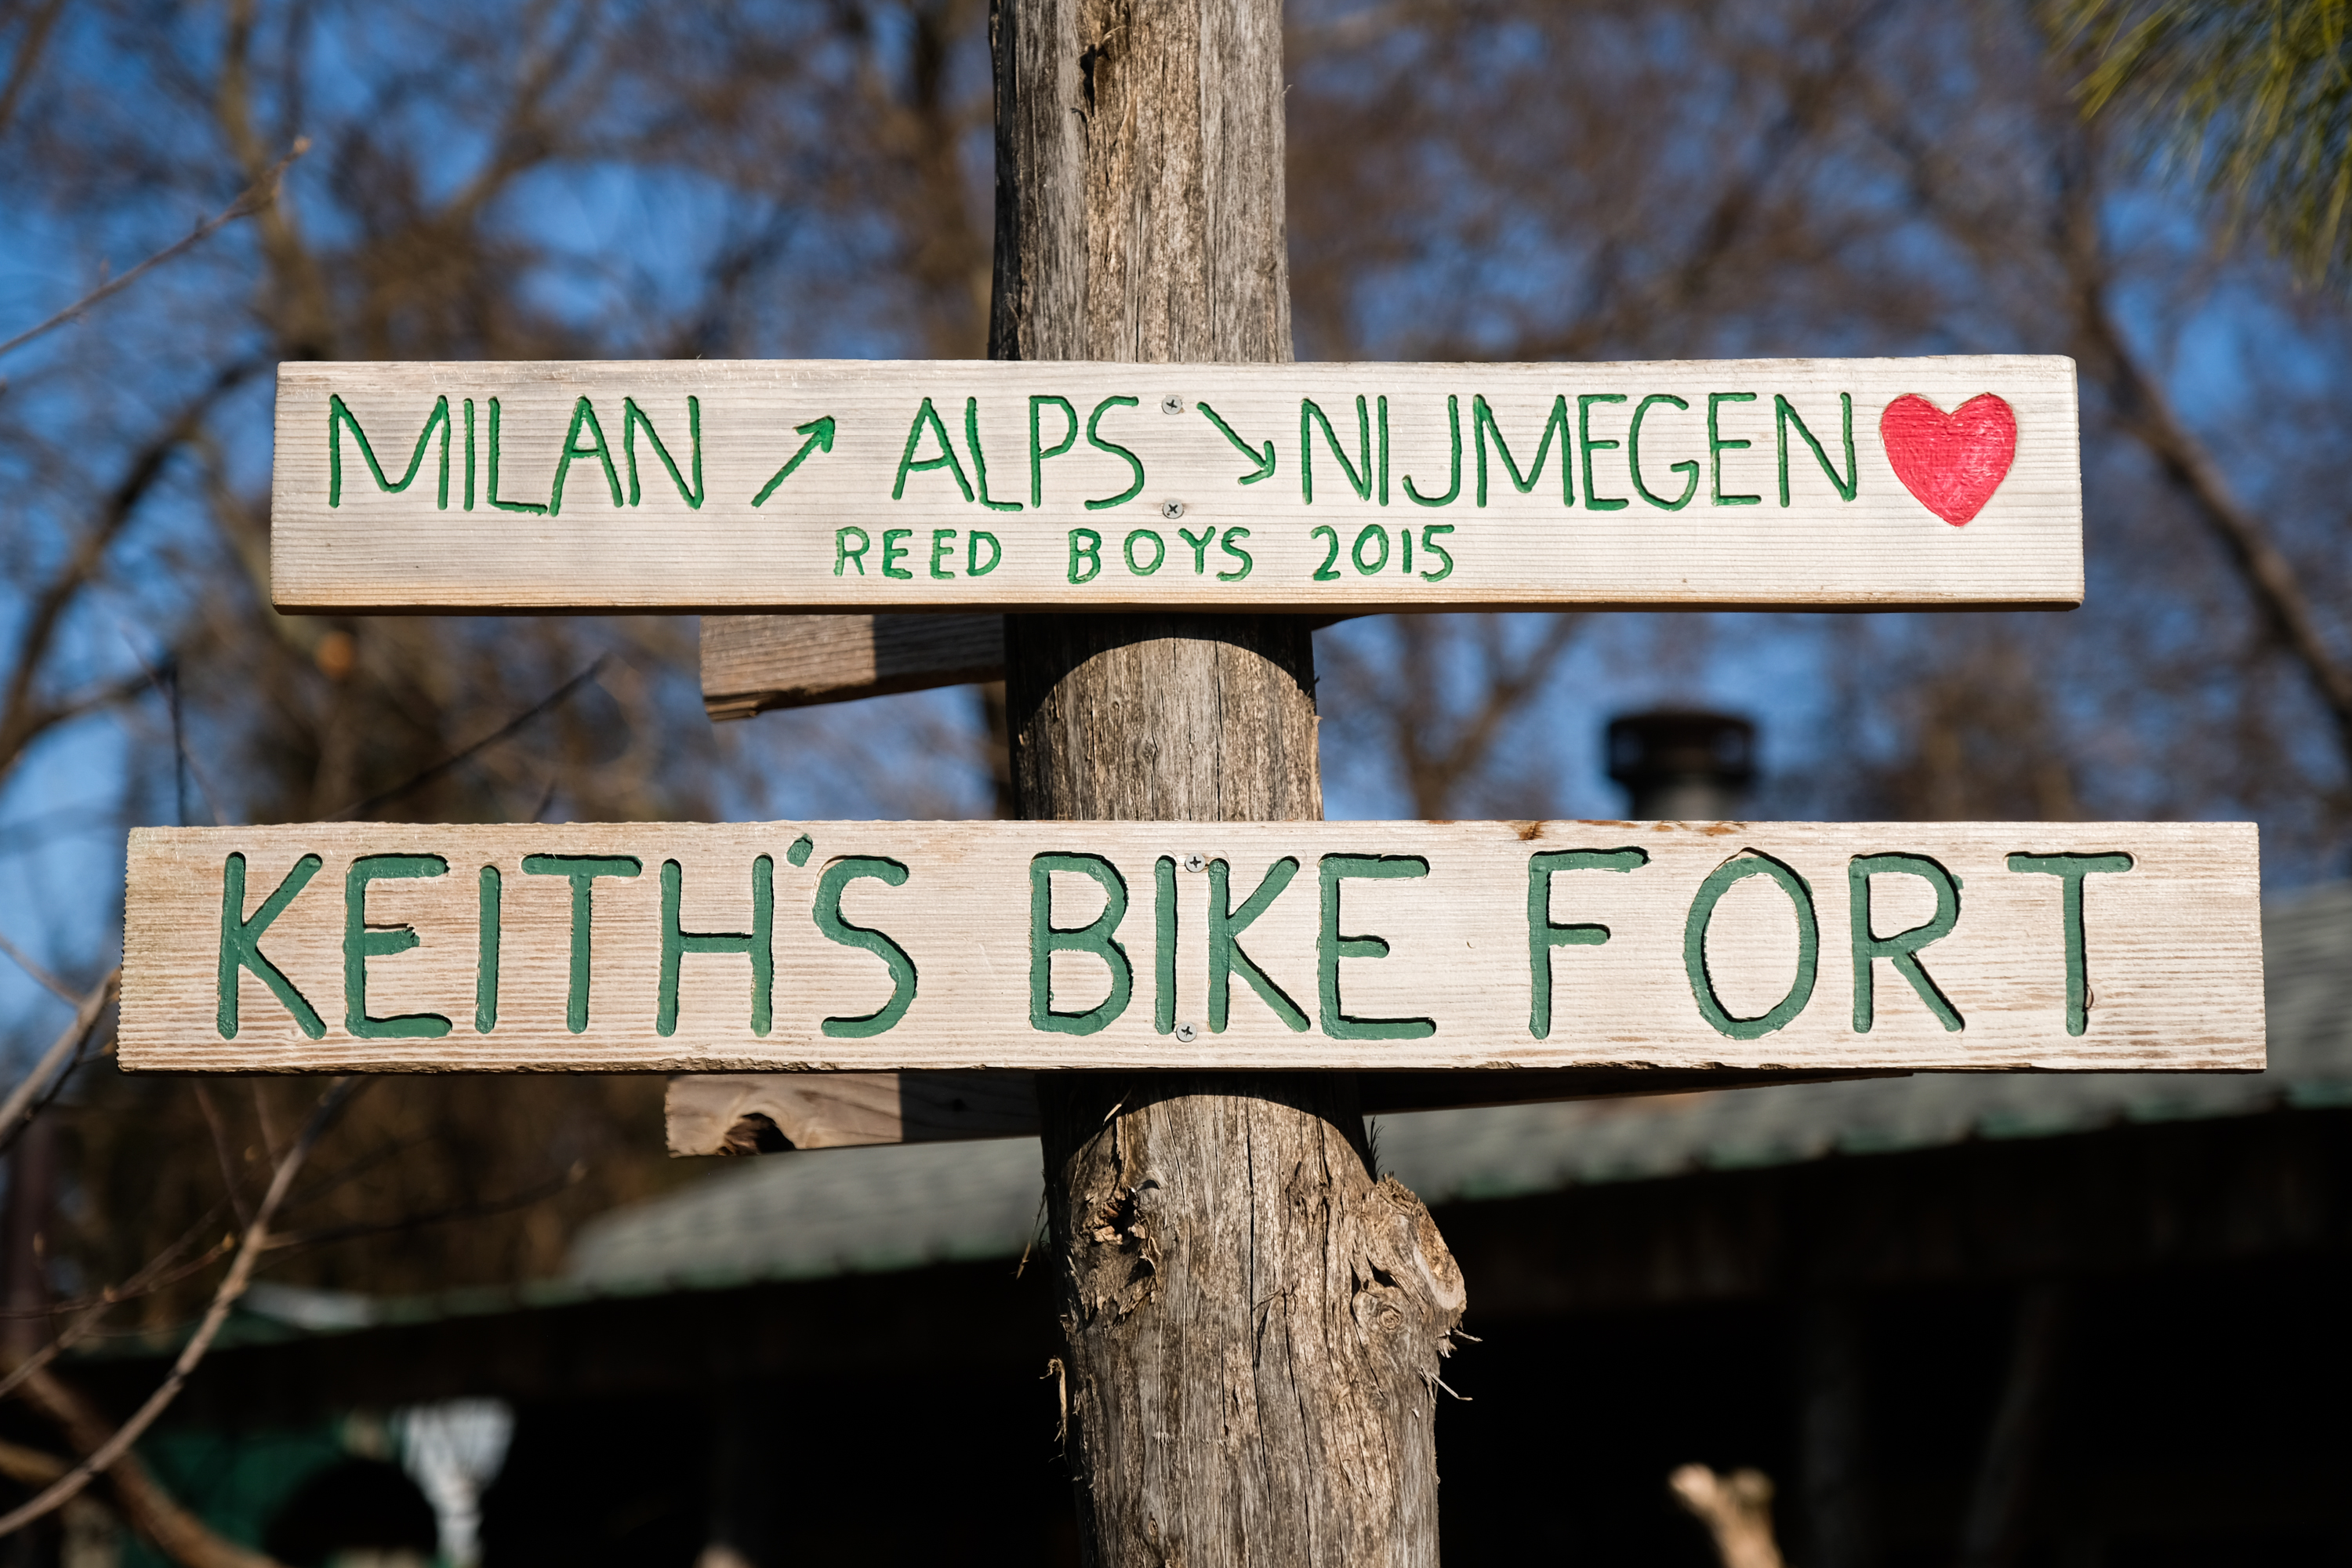 MILAN ↗ ALPS ↘ NIJMEGEN ♥
REED BOYS 2015
KEITH'S BIKE FORT